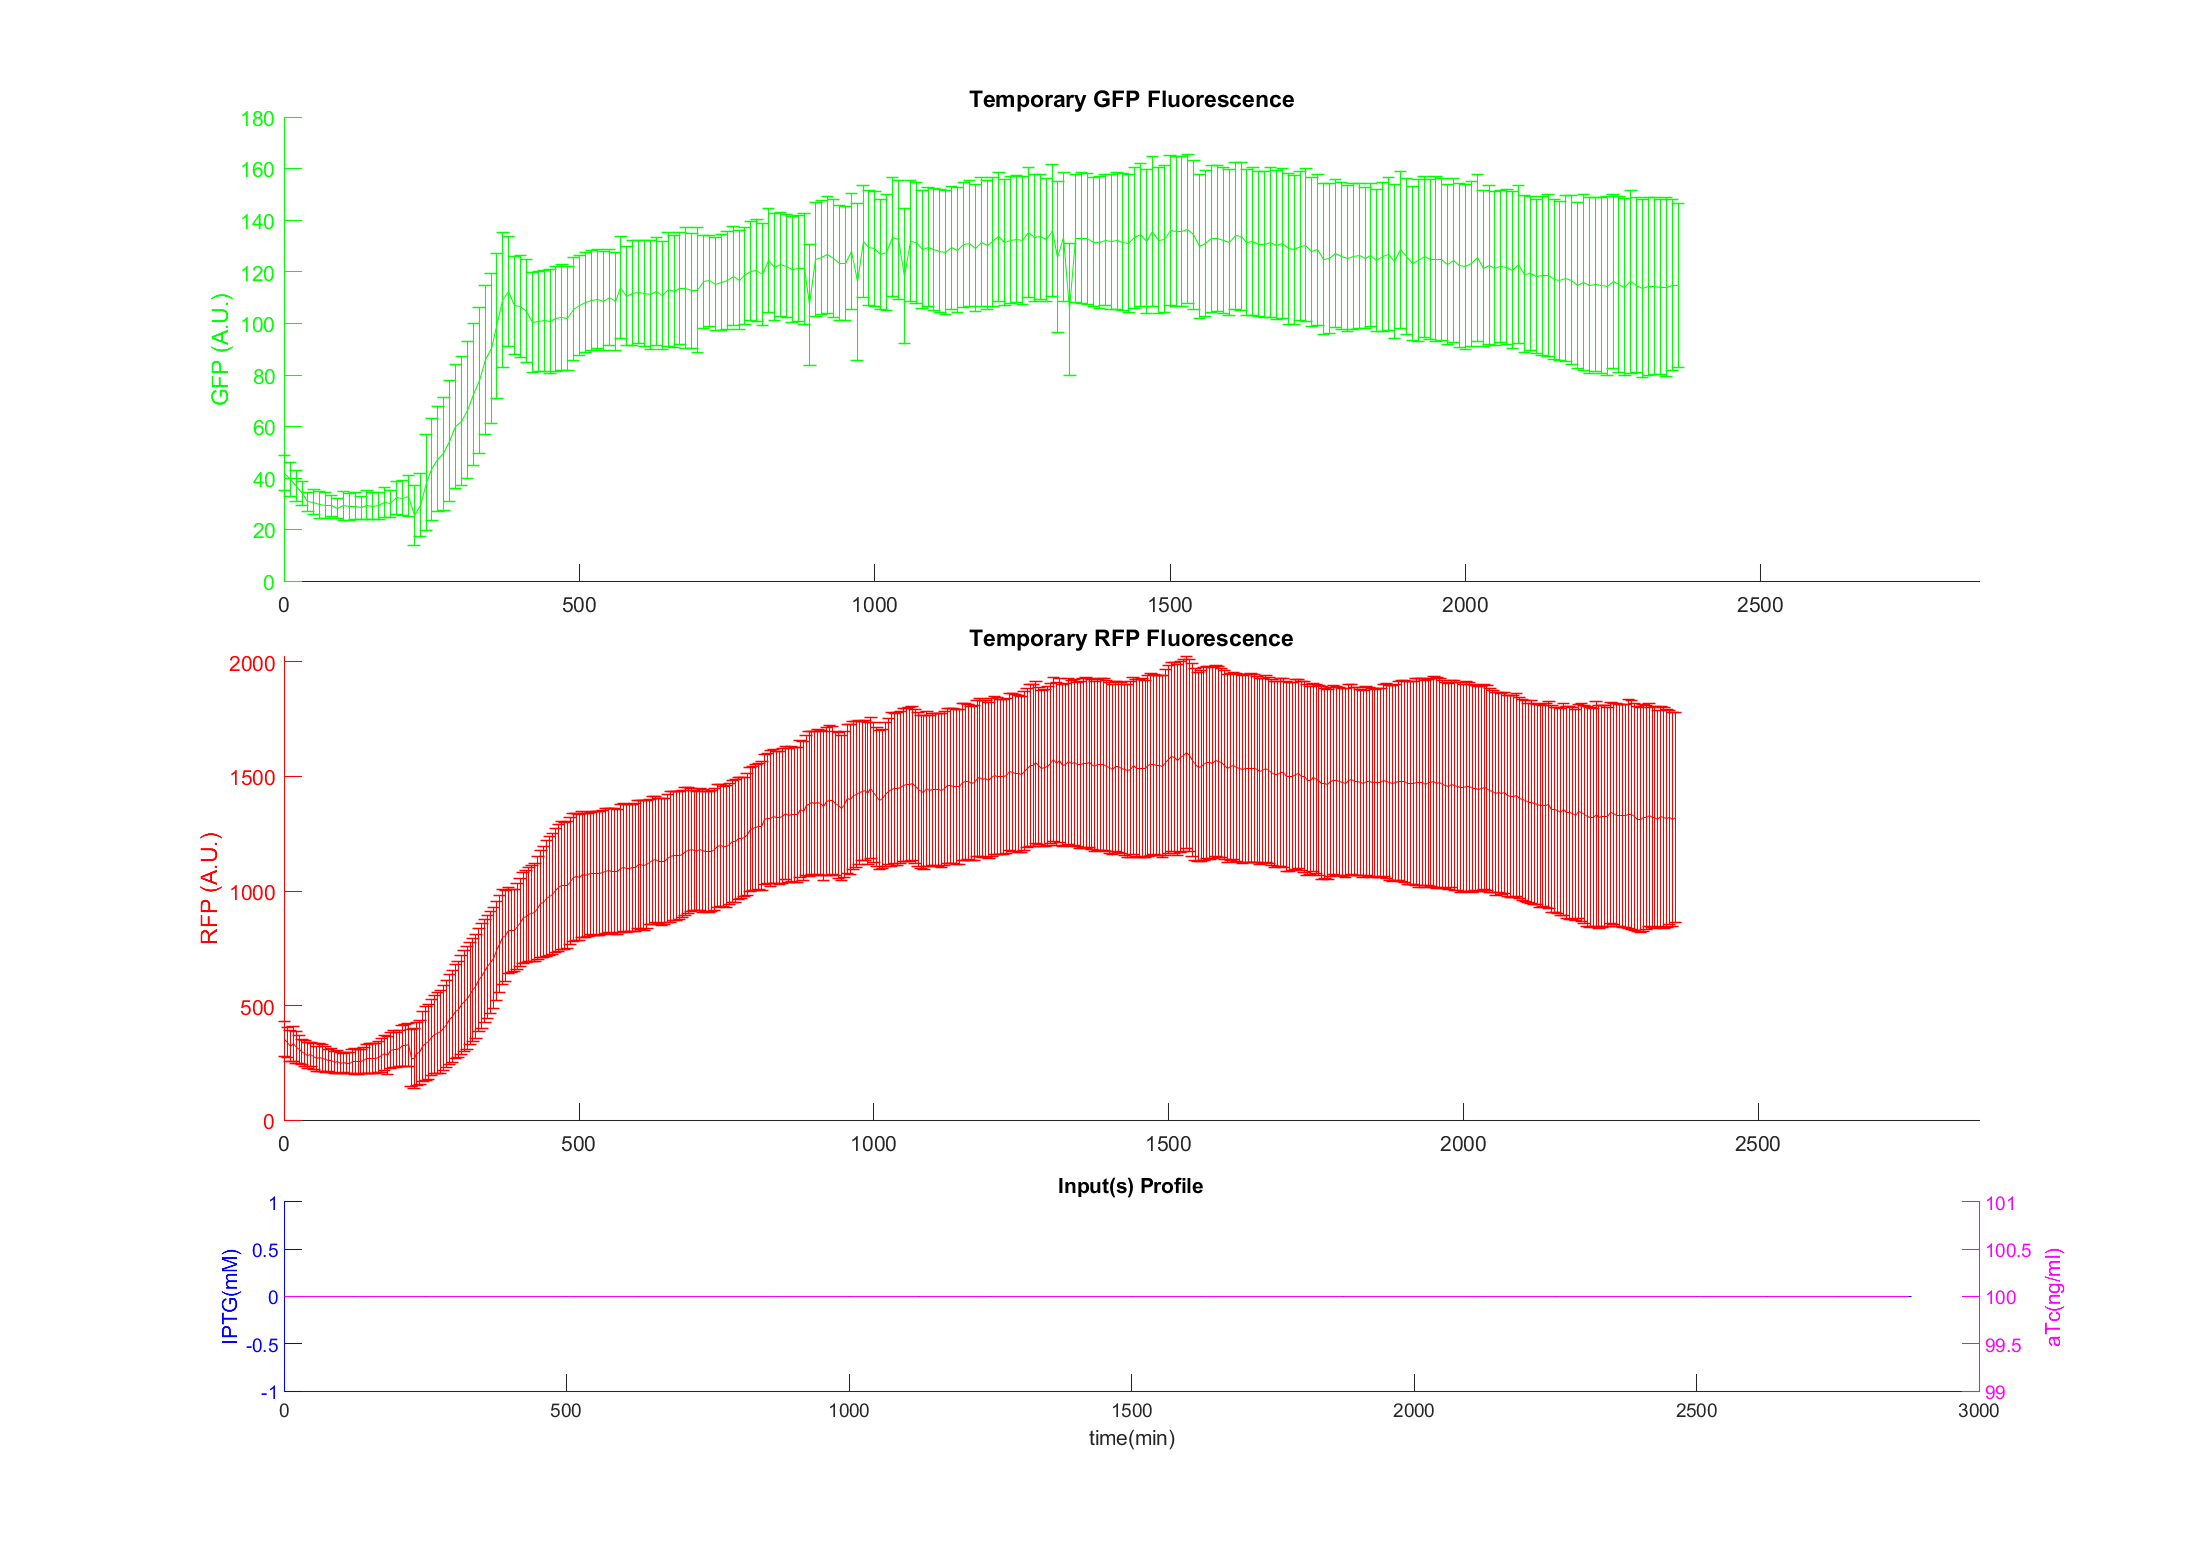 Temporary GFP Fluorescence
180
160
140
120
100
80
60
40
20
0
GFP (A.U.)
0 500 1000 1500 2000 2500
Temporary RFP Fluorescence
2000
1500
1000
500
0
RFP (A.U.)
0 500 1000 1500 2000 2500
Input(s) Profile
1 101
0.5 100.5
0 100
-0.5 99.5
-1 99
IPTG(mM)
aTc(ng/ml)
0 500 1000 1500 2000 2500 3000
time(min)